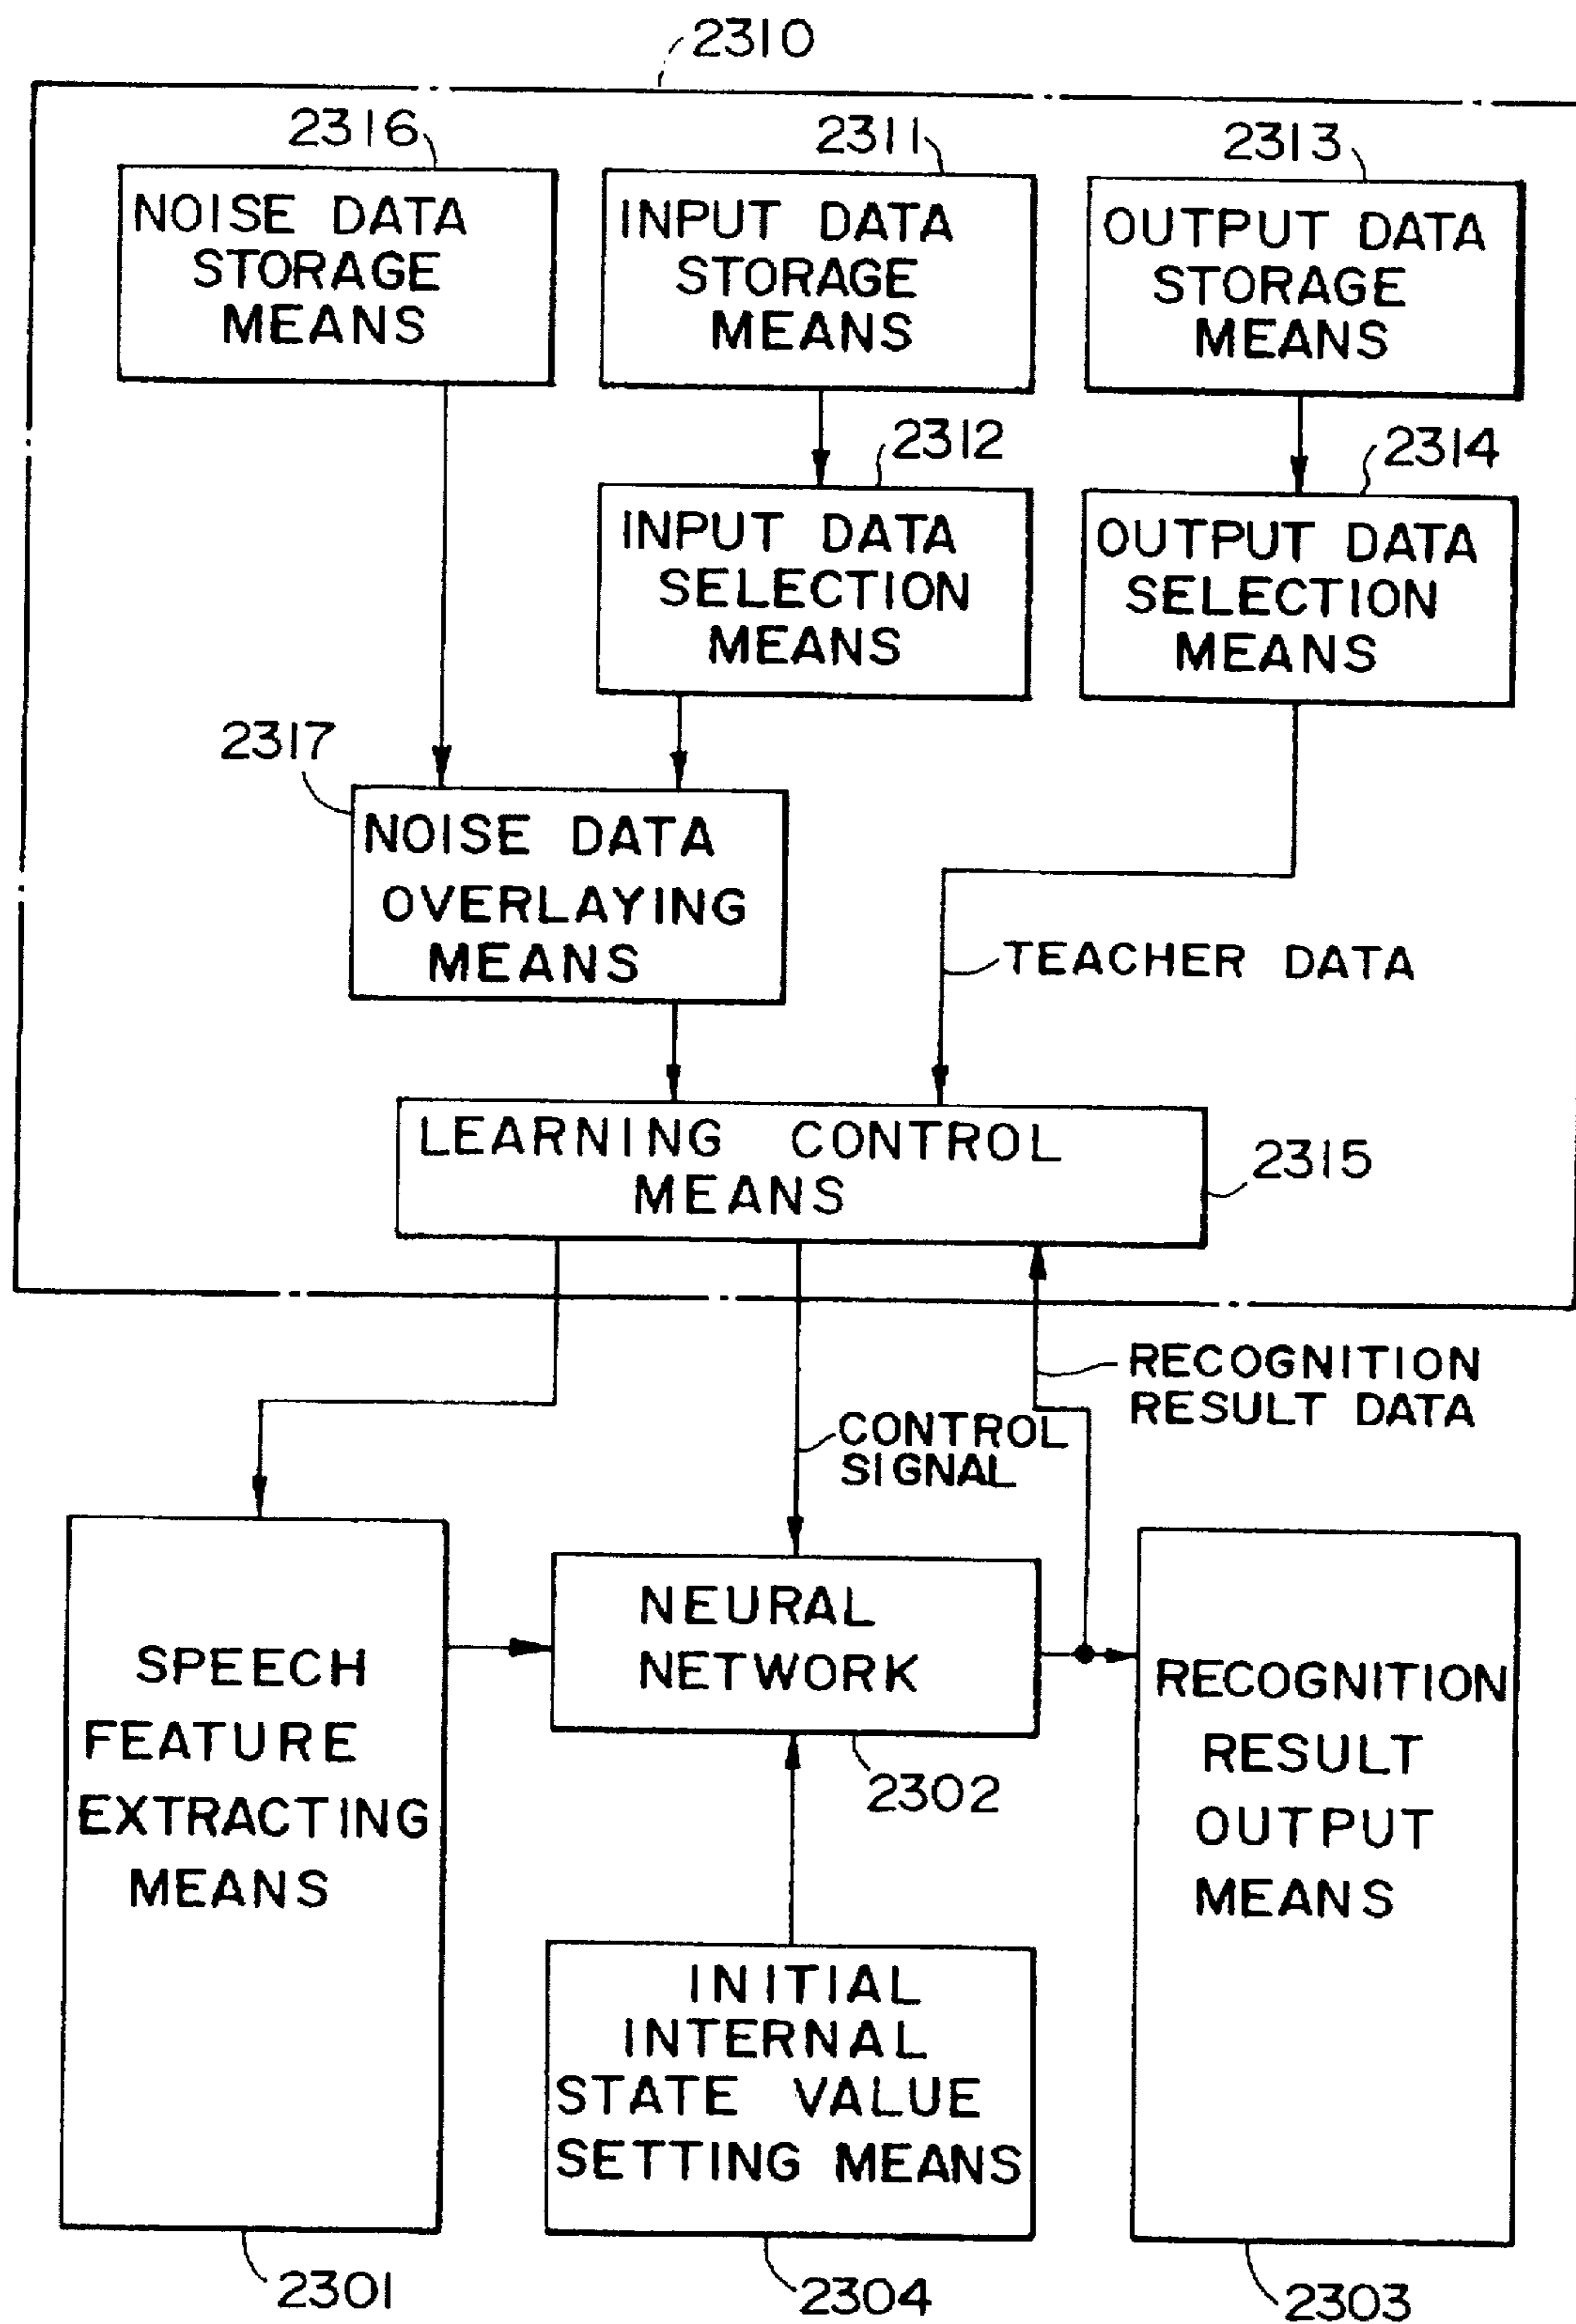 2310
2316
2311
2313
NOISE DATA
STORAGE
MEANS
INPUT DATA
STORAGE
MEANS
OUTPUT DATA
STORAGE
MEANS
2312
2314
INPUT DATA
SELECTION
MEANS
OUTPUT DATA
SELECTION
MEANS
2317
NOISE DATA
OVERLAYING
MEANS
TEACHER DATA
LEARNING CONTROL
MEANS
2315
RECOGNITION
RESULT DATA
CONTROL
SIGNAL
SPEECH
FEATURE
EXTRACTING
MEANS
NEURAL
NETWORK
2302
RECOGNITION
RESULT
OUTPUT
MEANS
INITIAL
INTERNAL
STATE VALUE
SETTING MEANS
2301
2304
2303